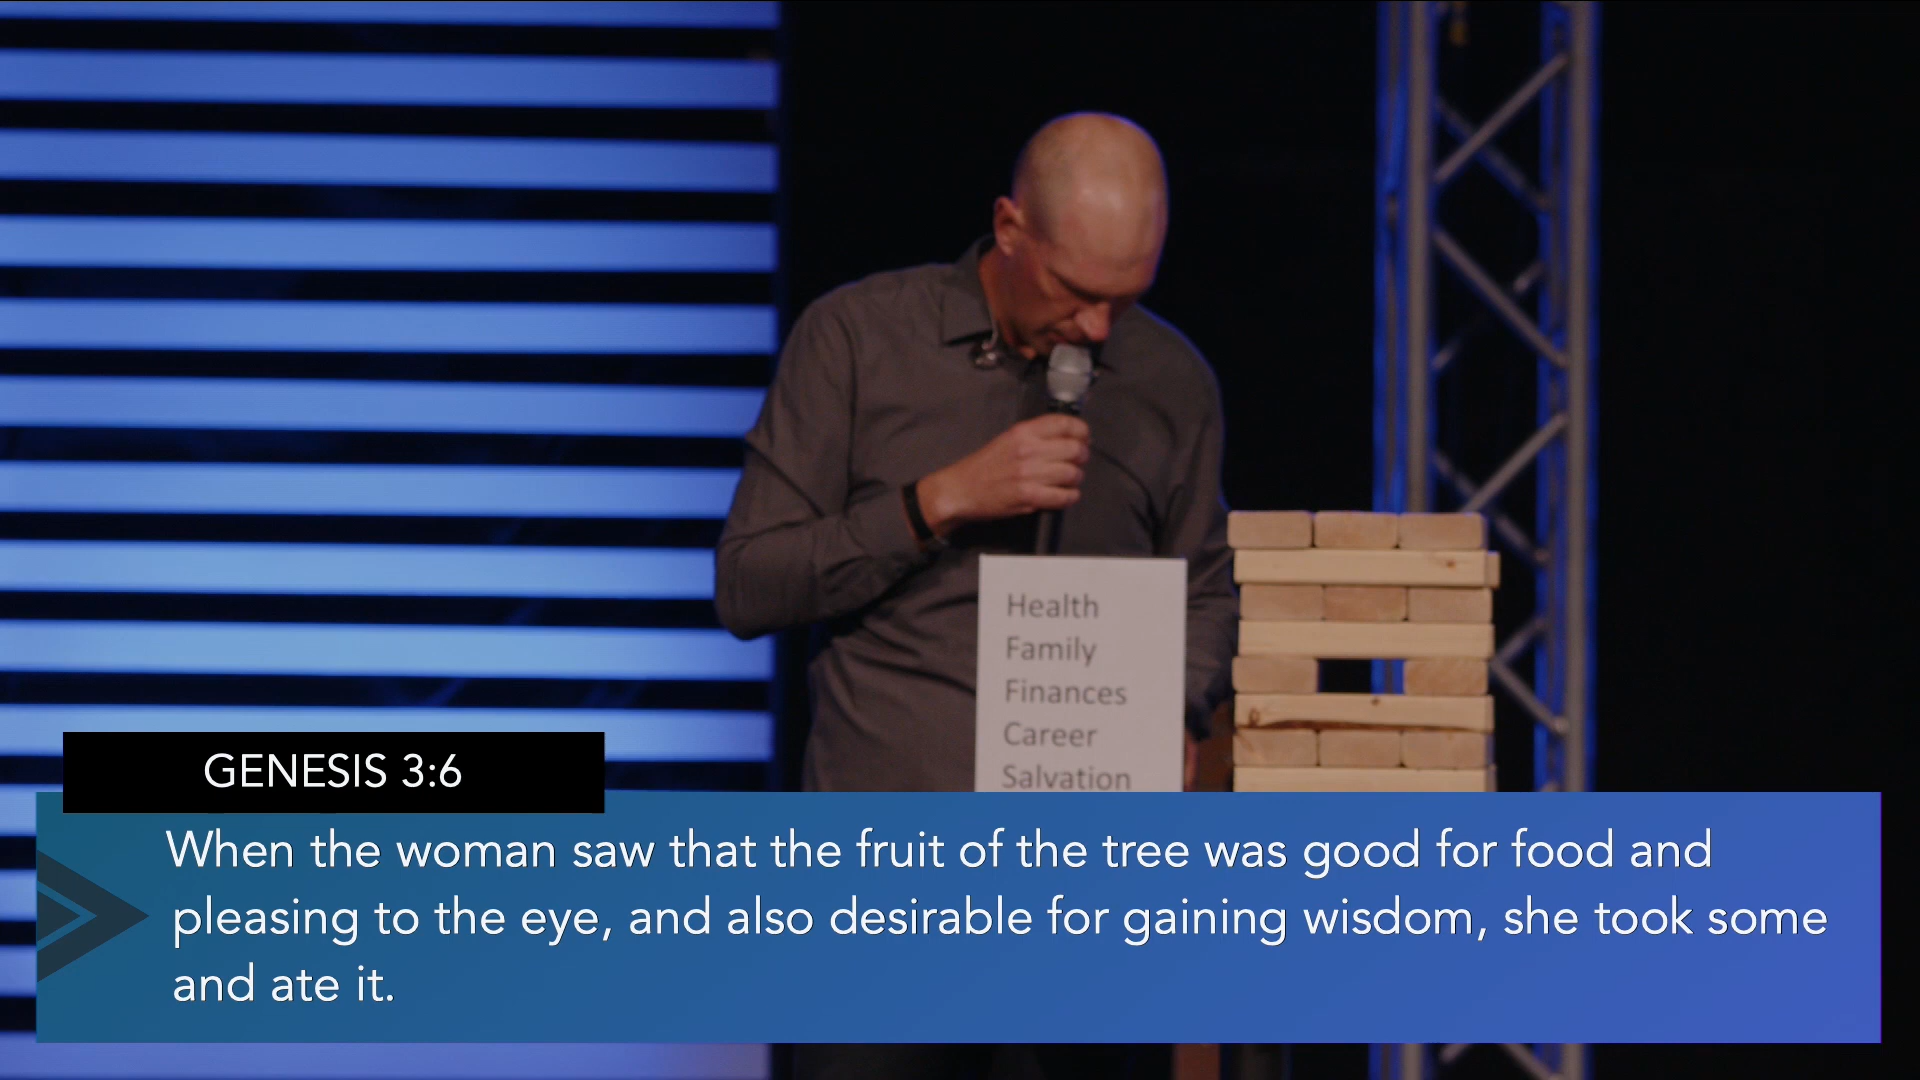 Health
Family
Finances
Career
Salvation
GENESIS 3:6
When the woman saw that the fruit of the tree was good for food and
pleasing to the eye, and also desirable for gaining wisdom, she took some
and ate it.